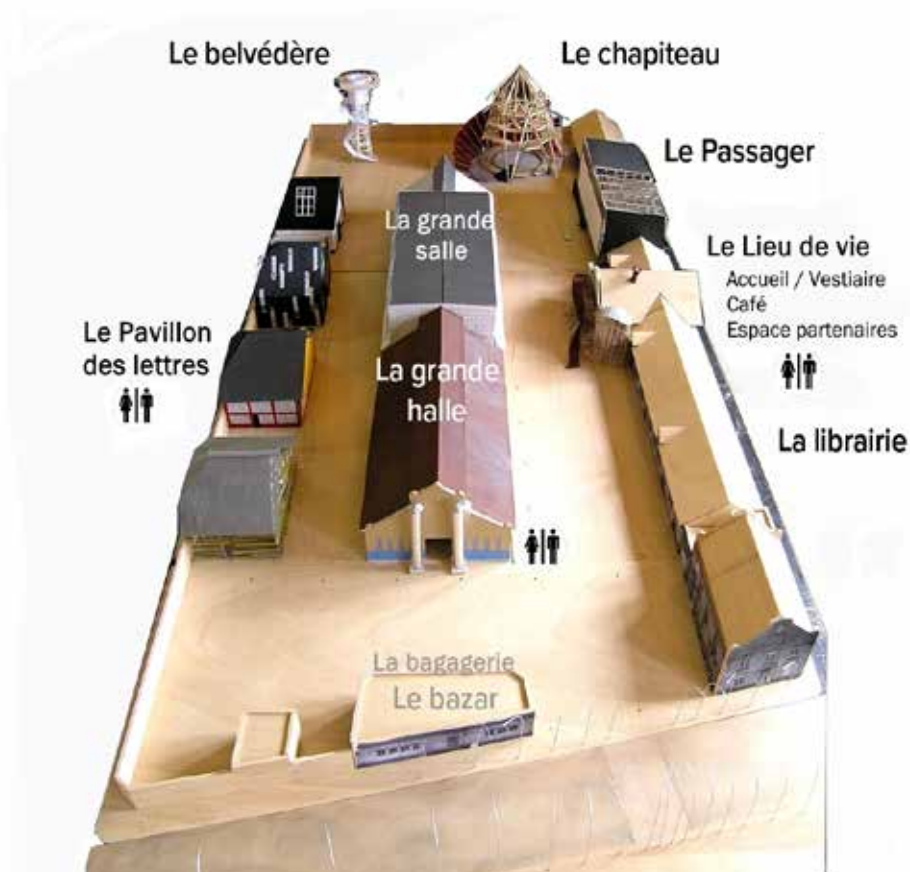 Le belvédère
Le chapiteau
Le Passager
La grande
salle
Le Lieu de vie
Accueil / Vestiaire
Café
Espace partenaires
Le Pavillon
des lettres
La grande
halle
La librairie
La bagagerie
Le bazar